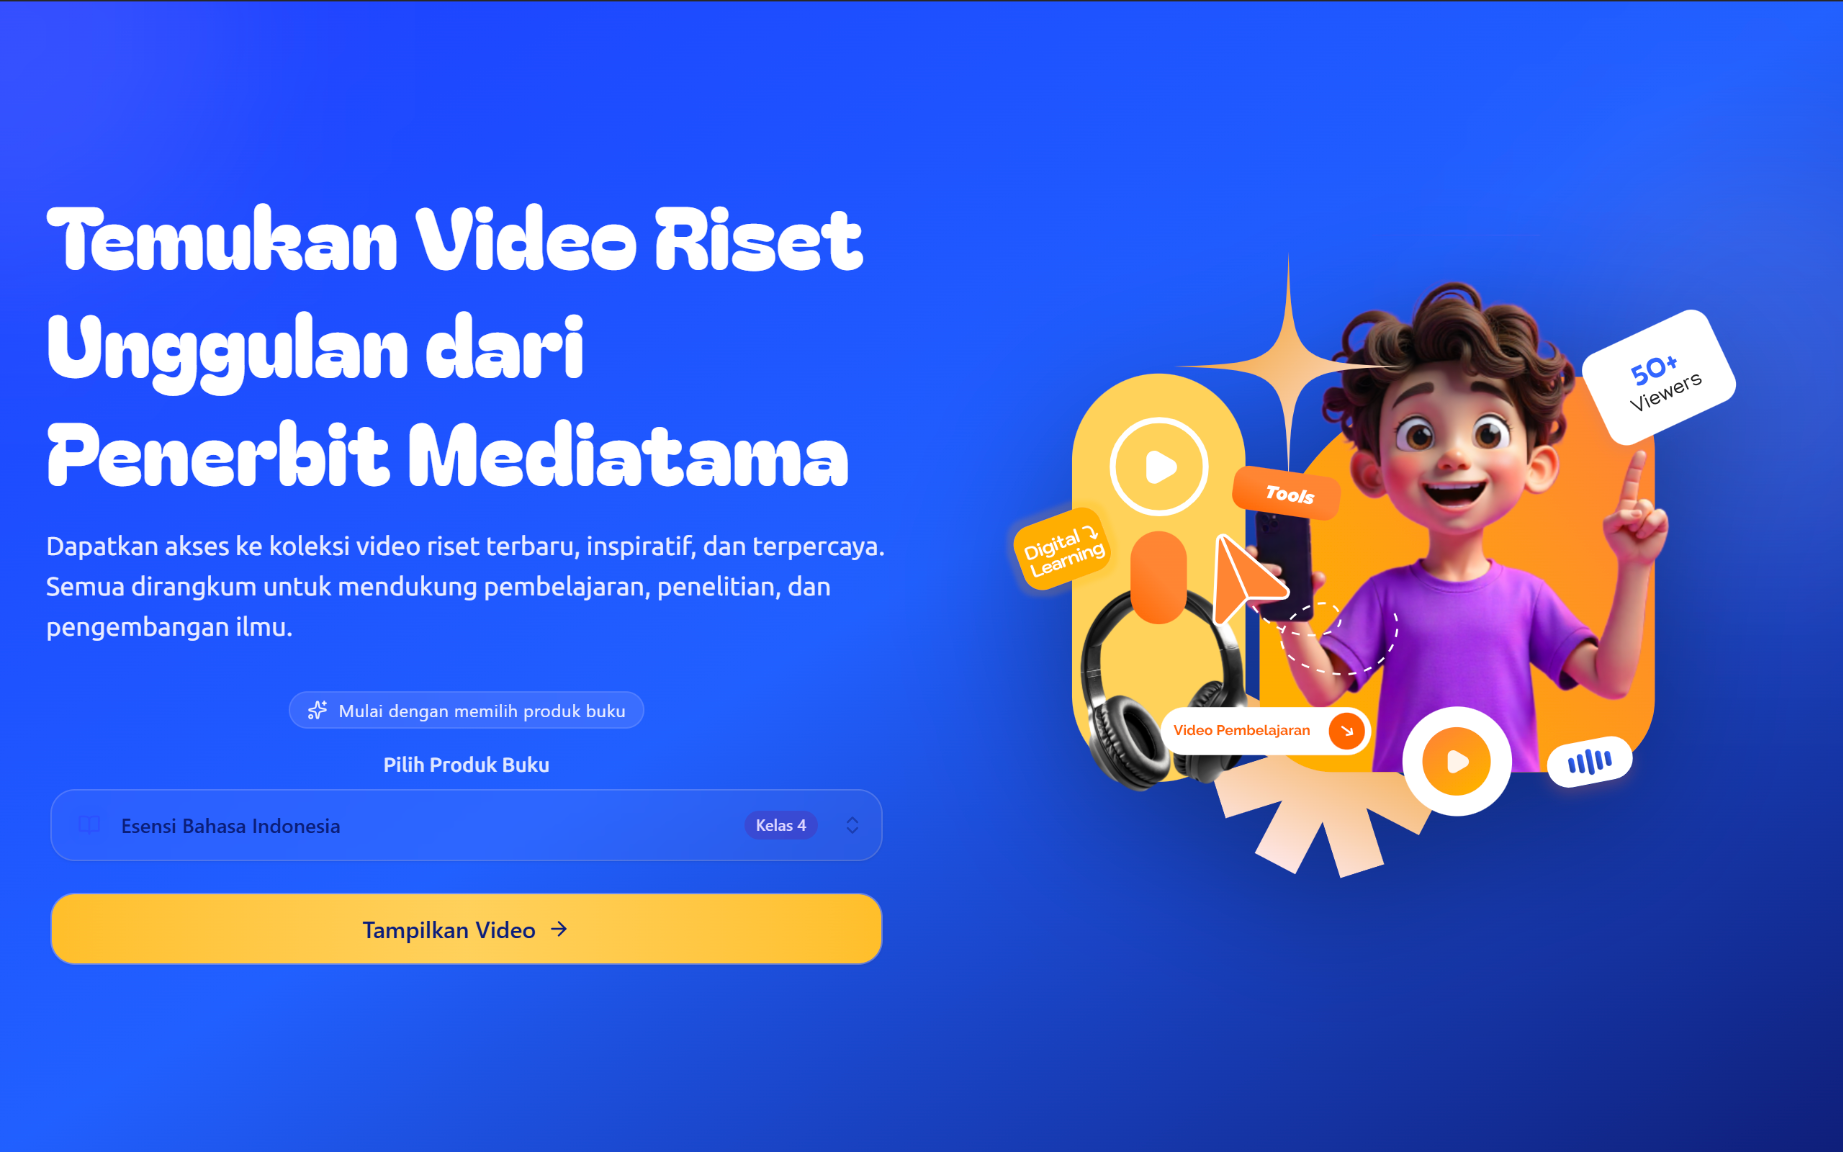 Temukan Video Riset
Unggulan dari
Penerbit Mediatama
Dapatkan akses ke koleksi video riset terbaru, inspiratif, dan terpercaya.
Semua dirangkum untuk mendukung pembelajaran, penelitian, dan
pengembangan ilmu.
Mulai dengan memilih produk buku
Pilih Produk Buku
Esensi Bahasa Indonesia
Kelas 4
Tampilkan Video →
50+
Viewers
Tools
Digital
Learning
Video Pembelajaran